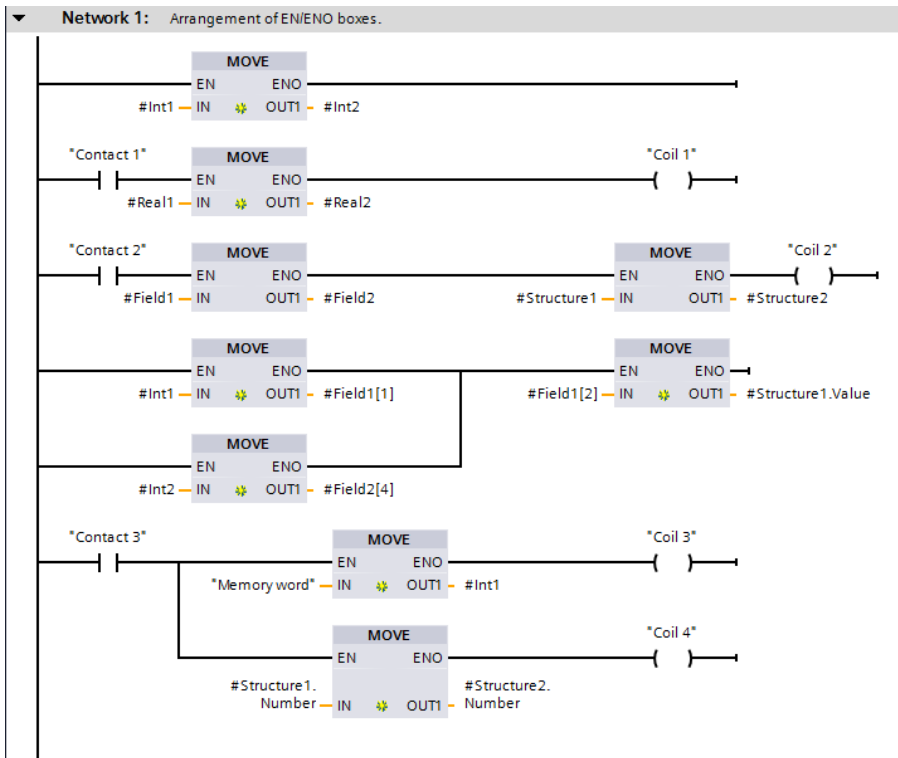 Network 1: Arrangement of EN/ENO boxes.
MOVE
EN ENO
#Int1 IN OUT1 #Int2
"Contact 1" MOVE "Coil 1"
EN ENO
#Real1 IN OUT1 #Real2
"Contact 2" MOVE MOVE "Coil 2"
EN ENO EN ENO
#Field1 IN OUT1 #Field2 #Structure1 IN OUT1 #Structure2
MOVE MOVE
EN ENO EN ENO
#Int1 IN OUT1 #Field1[1] #Field1[2] IN OUT1 #Structure1.Value
MOVE
EN ENO
#Int2 IN OUT1 #Field2[4]
"Contact 3" MOVE "Coil 3"
EN ENO
"Memory word" IN OUT1 #Int1
MOVE "Coil 4"
EN ENO
#Structure1. #Structure2.
Number IN OUT1 Number